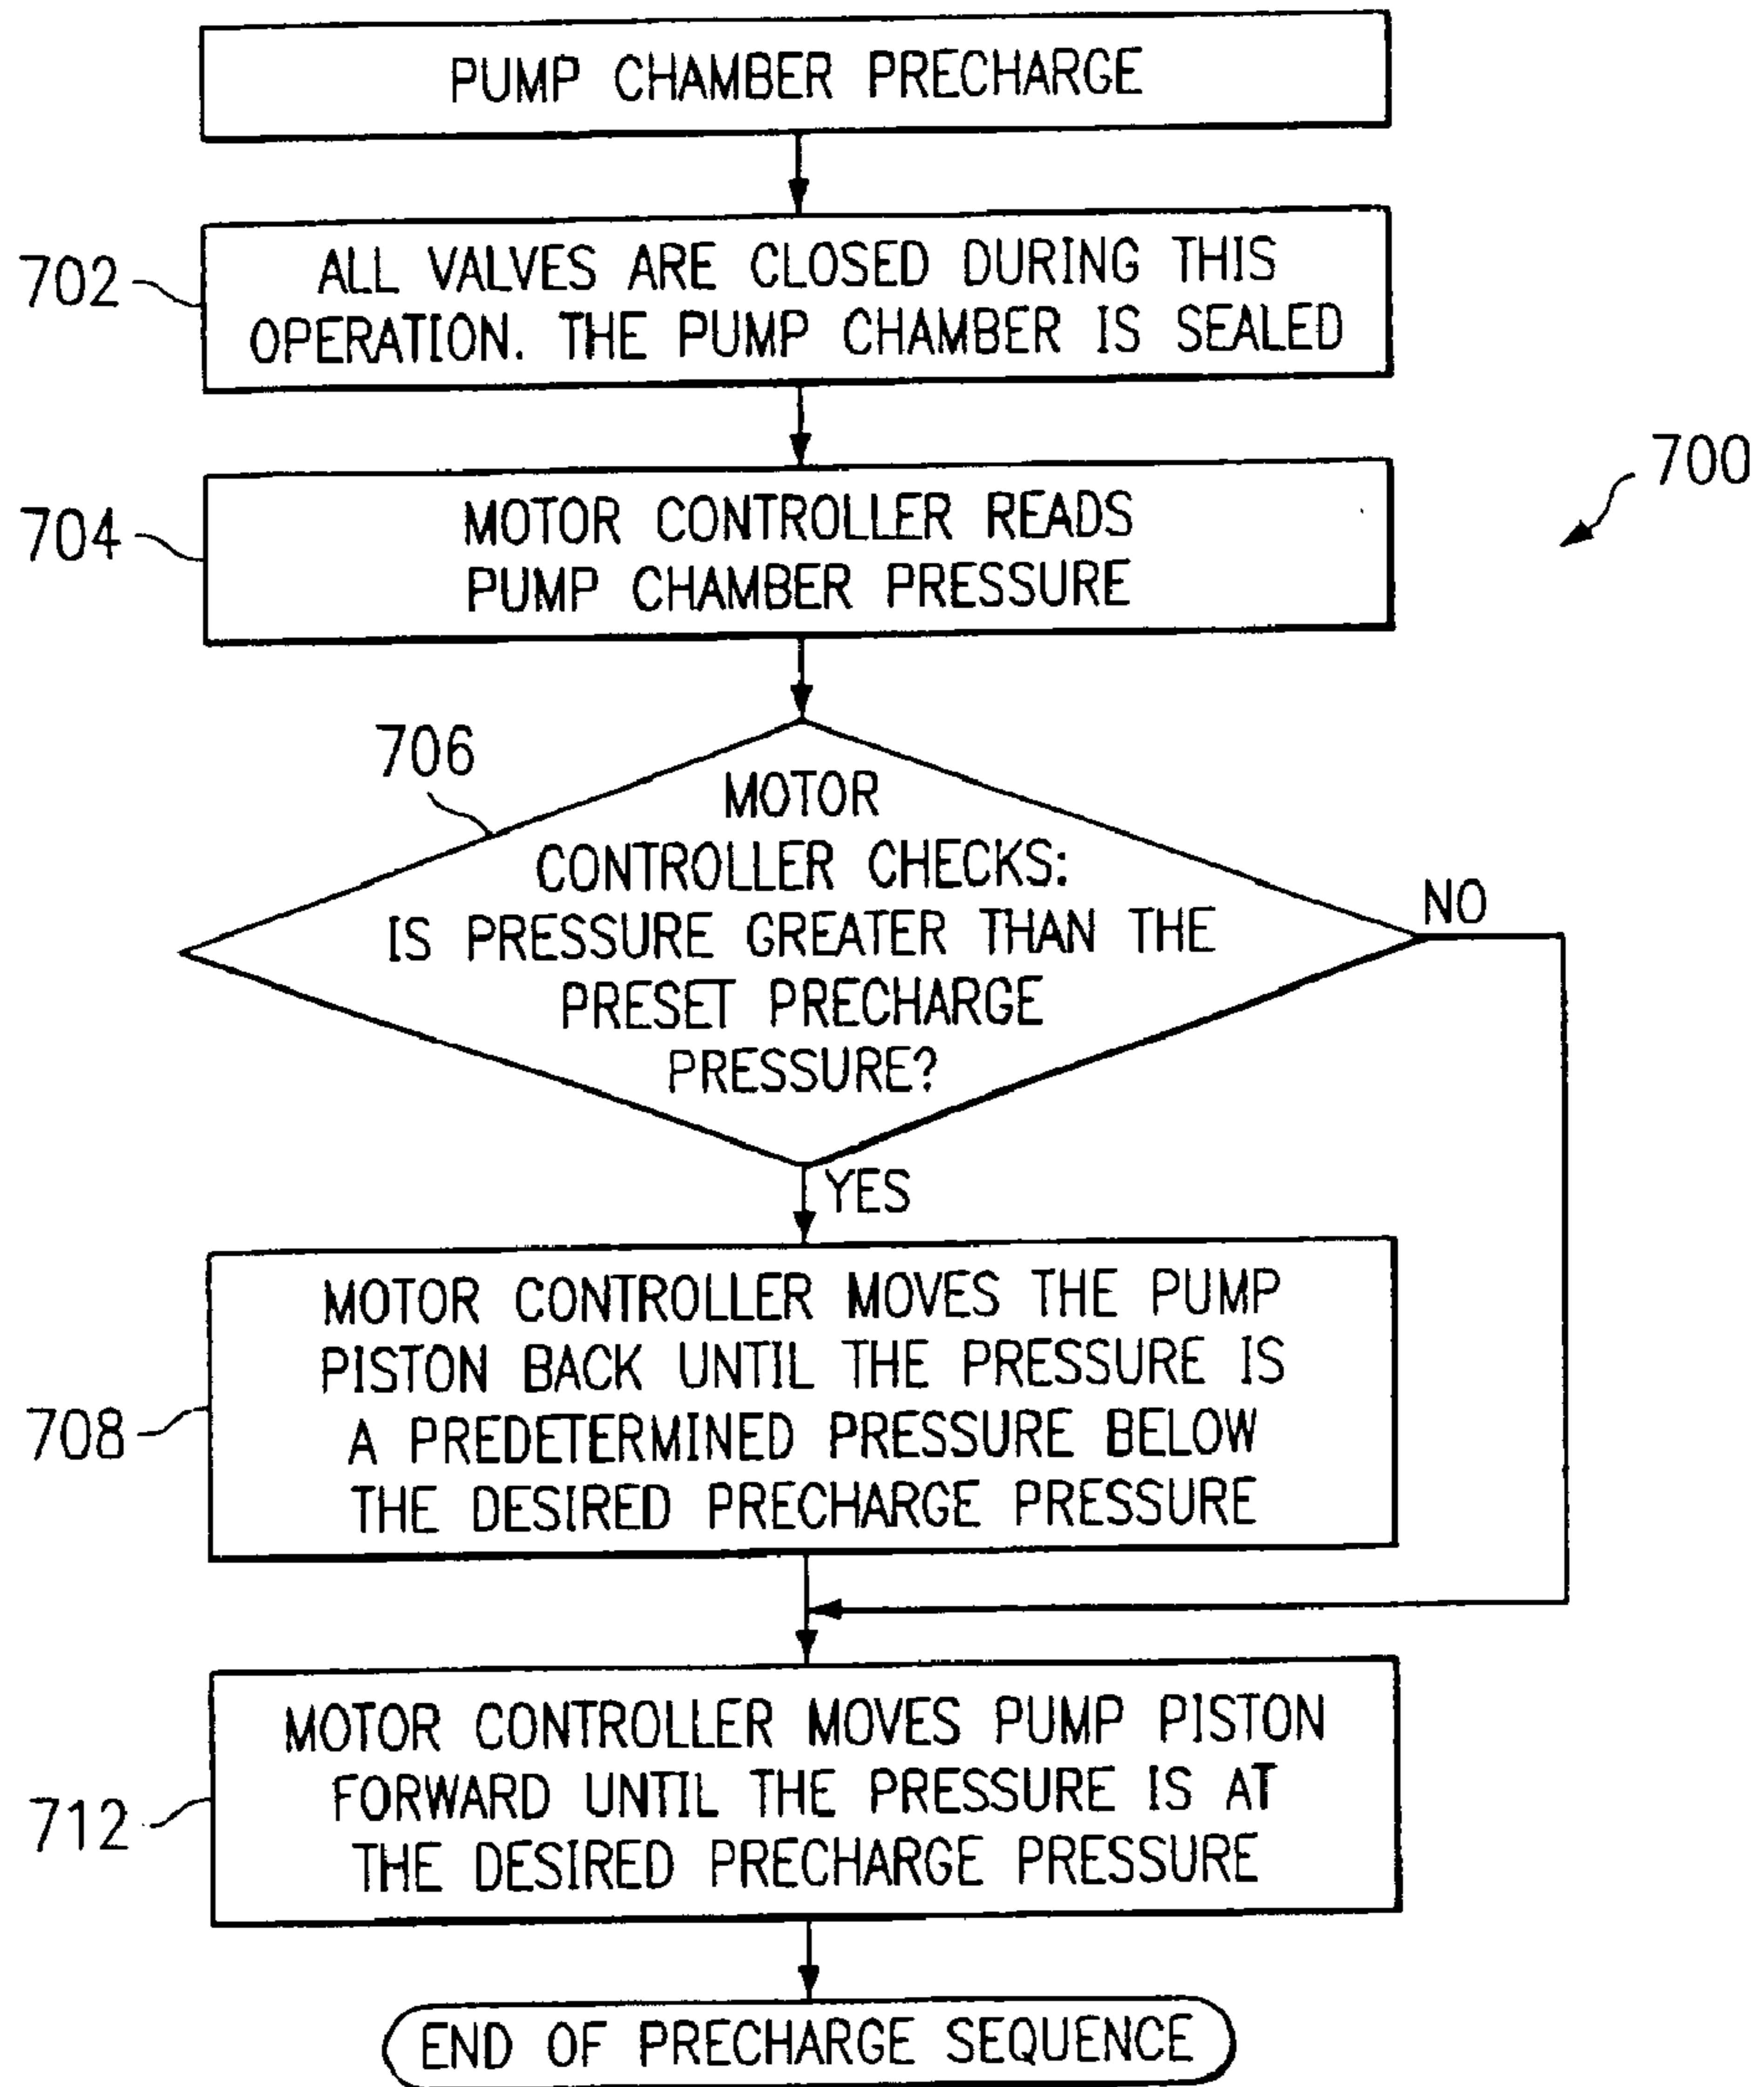 PUMP CHAMBER PRECHARGE
702
ALL VALVES ARE CLOSED DURING THIS
OPERATION. THE PUMP CHAMBER IS SEALED
700
704
MOTOR CONTROLLER READS
PUMP CHAMBER PRESSURE
706
MOTOR
CONTROLLER CHECKS:
IS PRESSURE GREATER THAN THE
PRESET PRECHARGE
PRESSURE?
NO
YES
708
MOTOR CONTROLLER MOVES THE PUMP
PISTON BACK UNTIL THE PRESSURE IS
A PREDETERMINED PRESSURE BELOW
THE DESIRED PRECHARGE PRESSURE
712
MOTOR CONTROLLER MOVES PUMP PISTON
FORWARD UNTIL THE PRESSURE IS AT
THE DESIRED PRECHARGE PRESSURE
END OF PRECHARGE SEQUENCE